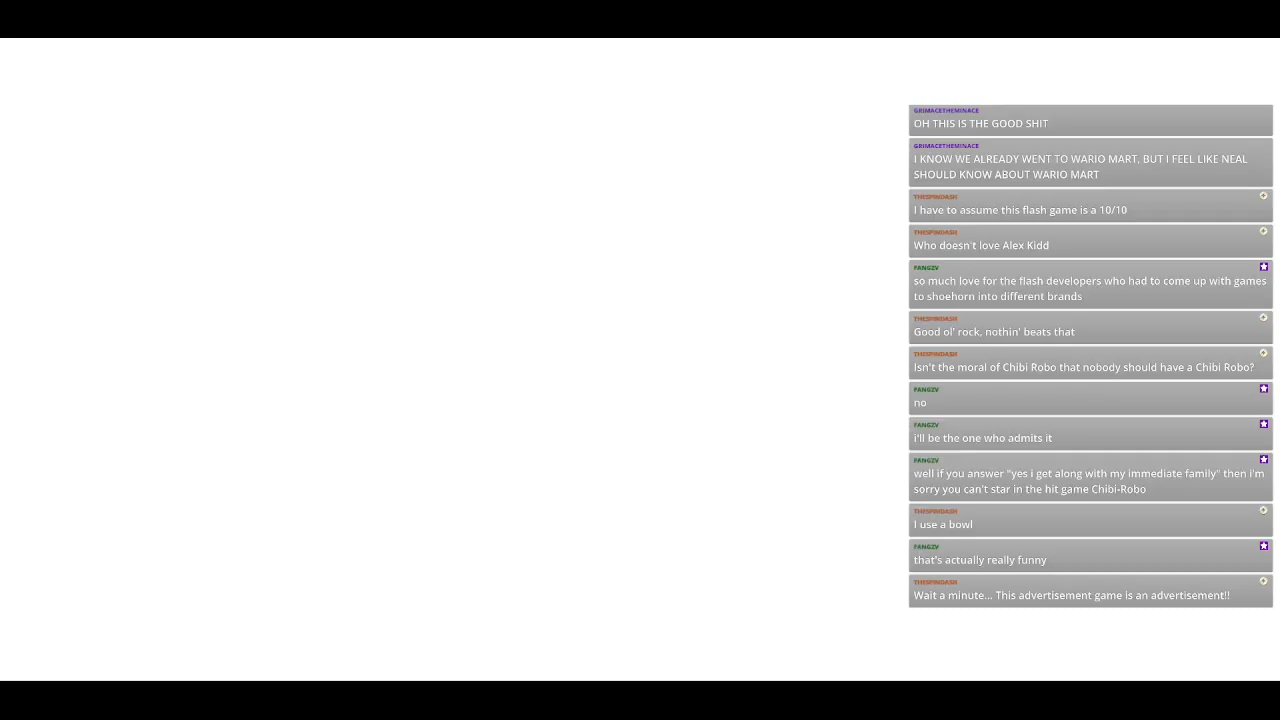 GRIMACETHEMINACE
OH THIS IS THE GOOD SHIT
GRIMACETHEMINACE
I KNOW WE ALREADY WENT TO WARIO MART, BUT I FEEL LIKE NEAL
SHOULD KNOW ABOUT WARIO MART
THESPINDASH
I have to assume this flash game is a 10/10
THESPINDASH
Who doesn't love Alex Kidd
FANGZV
so much love for the flash developers who had to come up with games
to shoehorn into different brands
THESPINDASH
Good ol' rock, nothin' beats that
THESPINDASH
Isn't the moral of Chibi Robo that nobody should have a Chibi Robo?
FANGZV
no
FANGZV
i'll be the one who admits it
FANGZV
well if you answer "yes i get along with my immediate family" then i'm
sorry you can't star in the hit game Chibi-Robo
THESPINDASH
I use a bowl
FANGZV
that's actually really funny
THESPINDASH
Wait a minute... This advertisement game is an advertisement!!